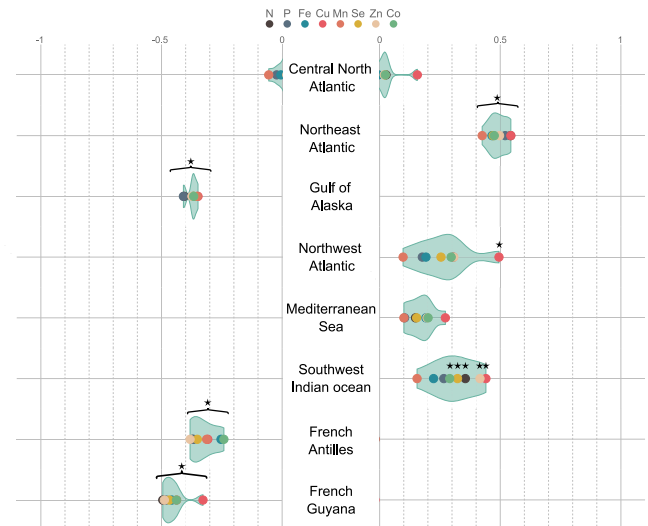 N P Fe Cu Mn Se Zn Co
-1 -0.5 0 0 0.5 1
Central North
Atlantic
Northeast
Atlantic
Gulf of
Alaska
Northwest
Atlantic
Mediterranean
Sea
Southwest
Indian ocean
French
Antilles
French
Guyana